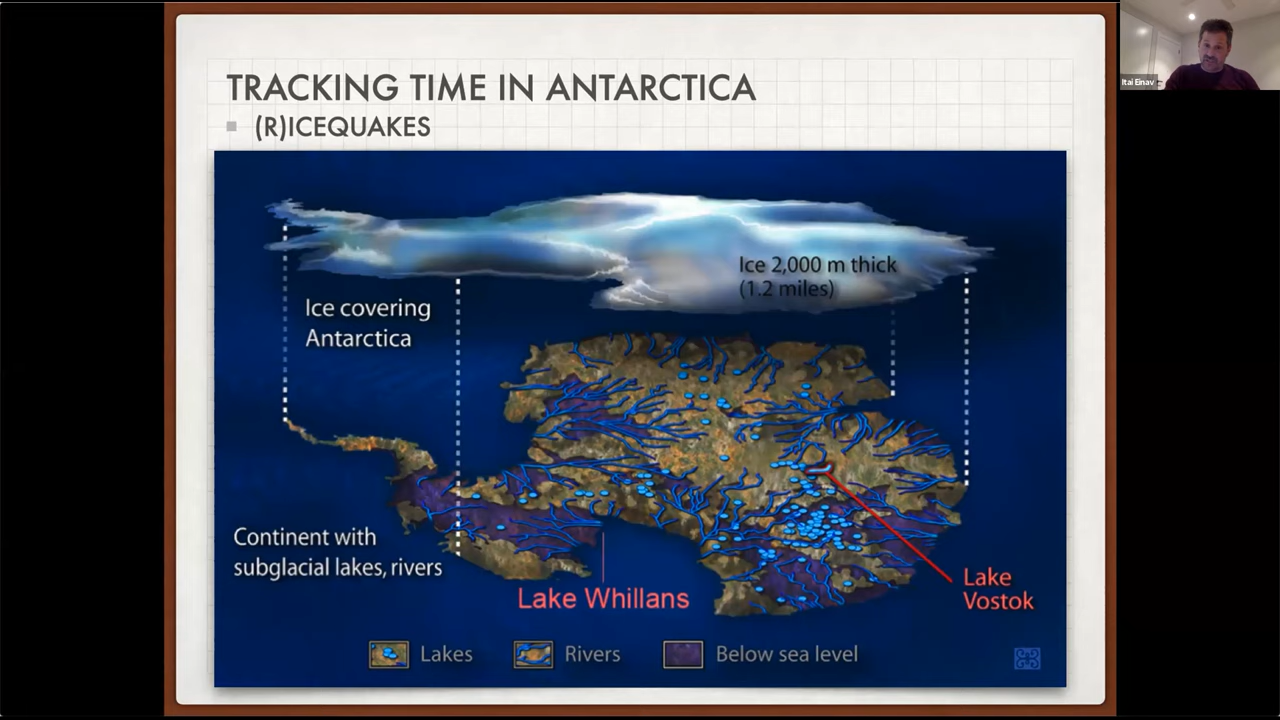 TRACKING TIME IN ANTARCTICA
(R)ICEQUAKES
Itai Einav
Ice 2,000 m thick
(1.2 miles)
Ice covering
Antarctica
Continent with
subglacial lakes, rivers
Lake Whillans
Lake
Vostok
Lakes
Rivers
Below sea level